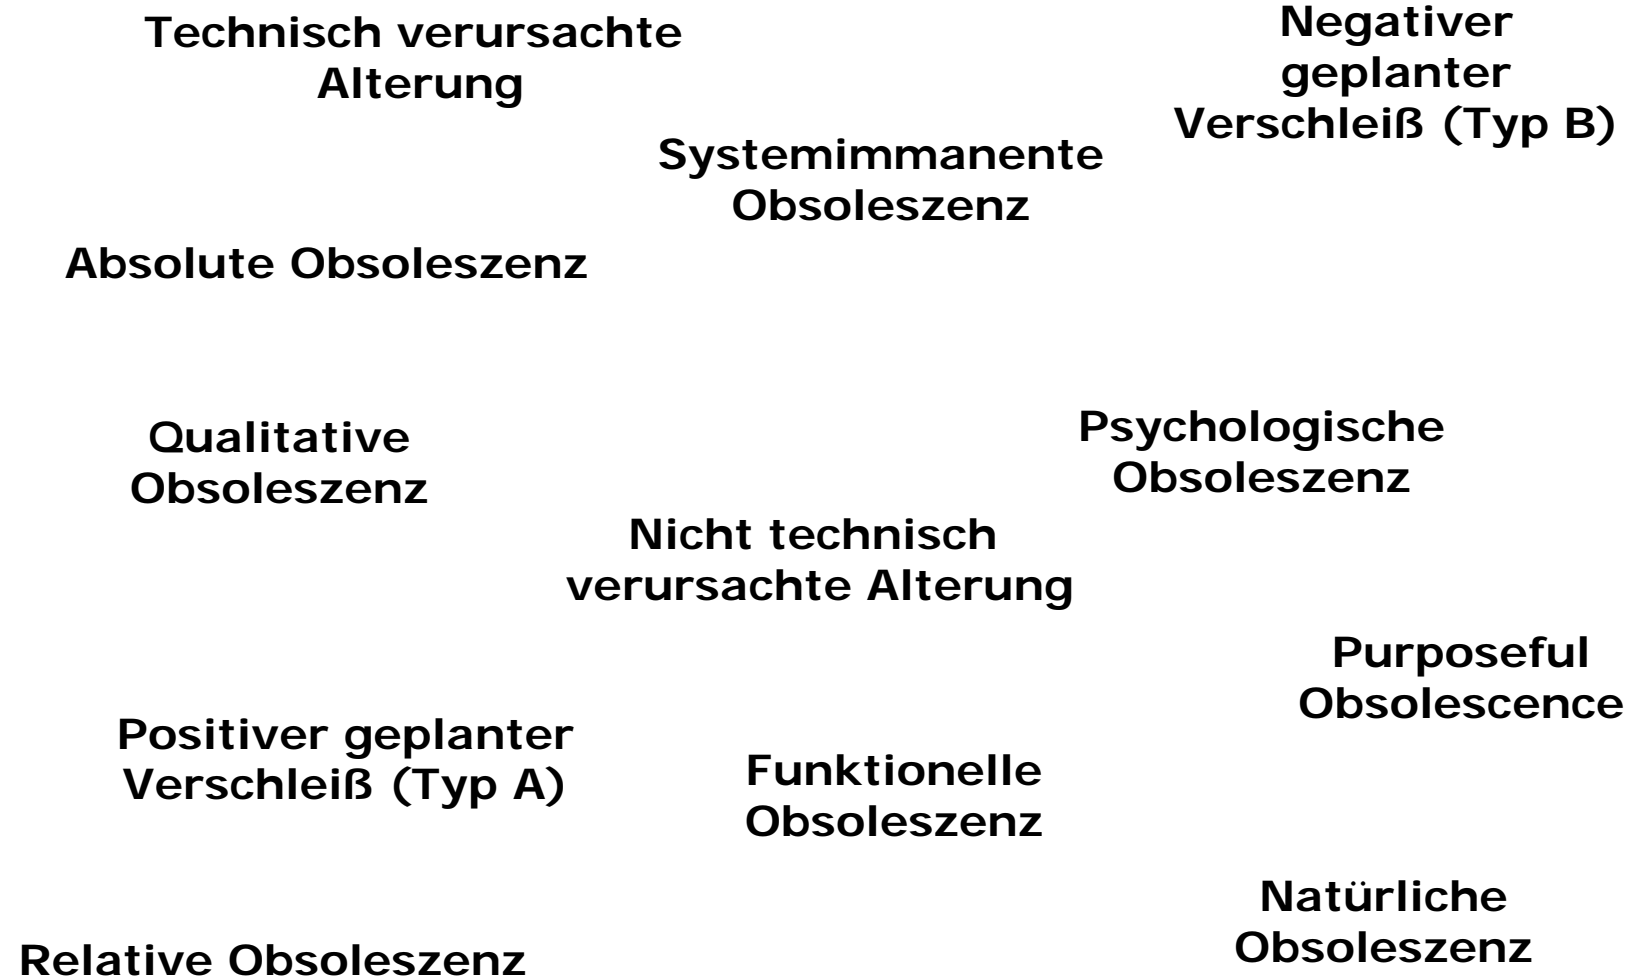 Technisch verursachte
Alterung
Negativer
geplanter
Verschleiß (Typ B)
Systemimmanente
Obsoleszenz
Absolute Obsoleszenz
Qualitative
Obsoleszenz
Psychologische
Obsoleszenz
Nicht technisch
verursachte Alterung
Purposeful
Obsolescence
Positiver geplanter
Verschleiß (Typ A)
Funktionelle
Obsoleszenz
Natürliche
Obsoleszenz
Relative Obsoleszenz